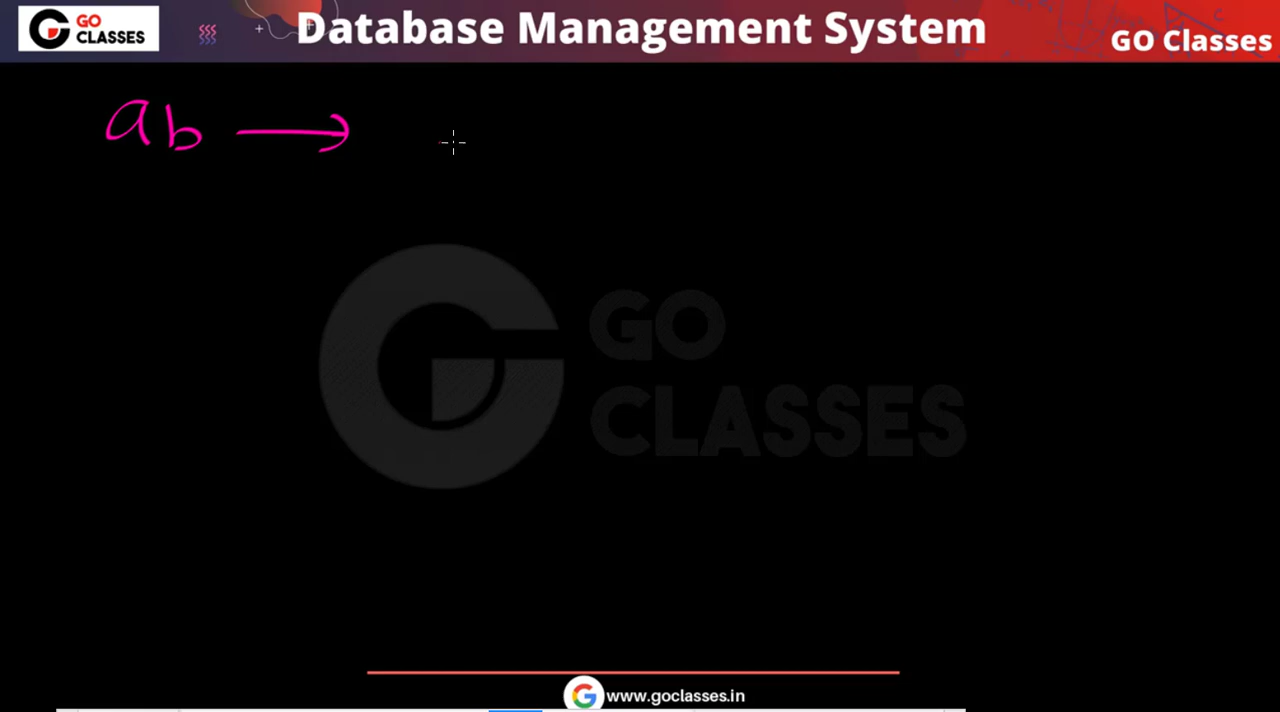 GO
CLASSES
Database Management System
GO Classes
ab →
GO
CLASSES
www.goclasses.in